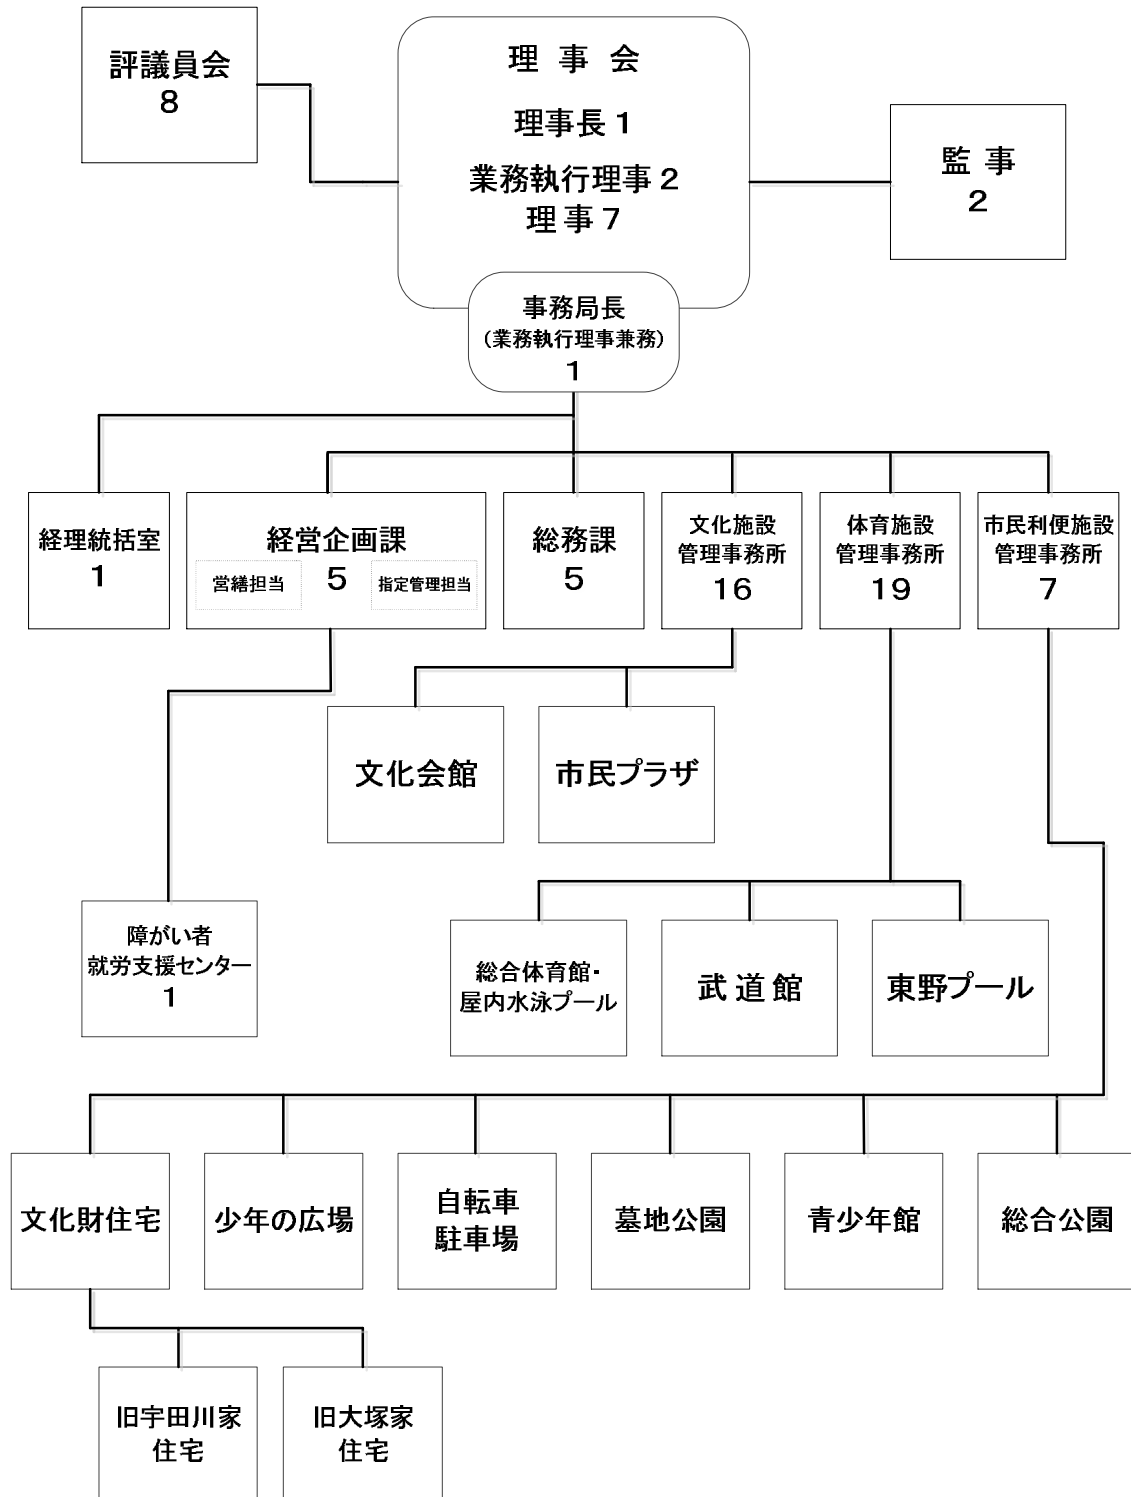 評議員会
8
理事会
理事長 1
業務執行理事 2
理事 7
監事
2
事務局長
(業務執行理事兼務)
1
経理統括室
1
経営企画課
営繕担当
5
指定管理担当
総務課
5
文化施設
管理事務所
16
体育施設
管理事務所
19
市民利便施設
管理事務所
7
文化会館
市民プラザ
障がい者
就労支援センター
1
総合体育館・
屋内水泳プール
武道館
東野プール
文化財住宅
少年の広場
自転車
駐車場
墓地公園
青少年館
総合公園
旧宇田川家
住宅
旧大塚家
住宅